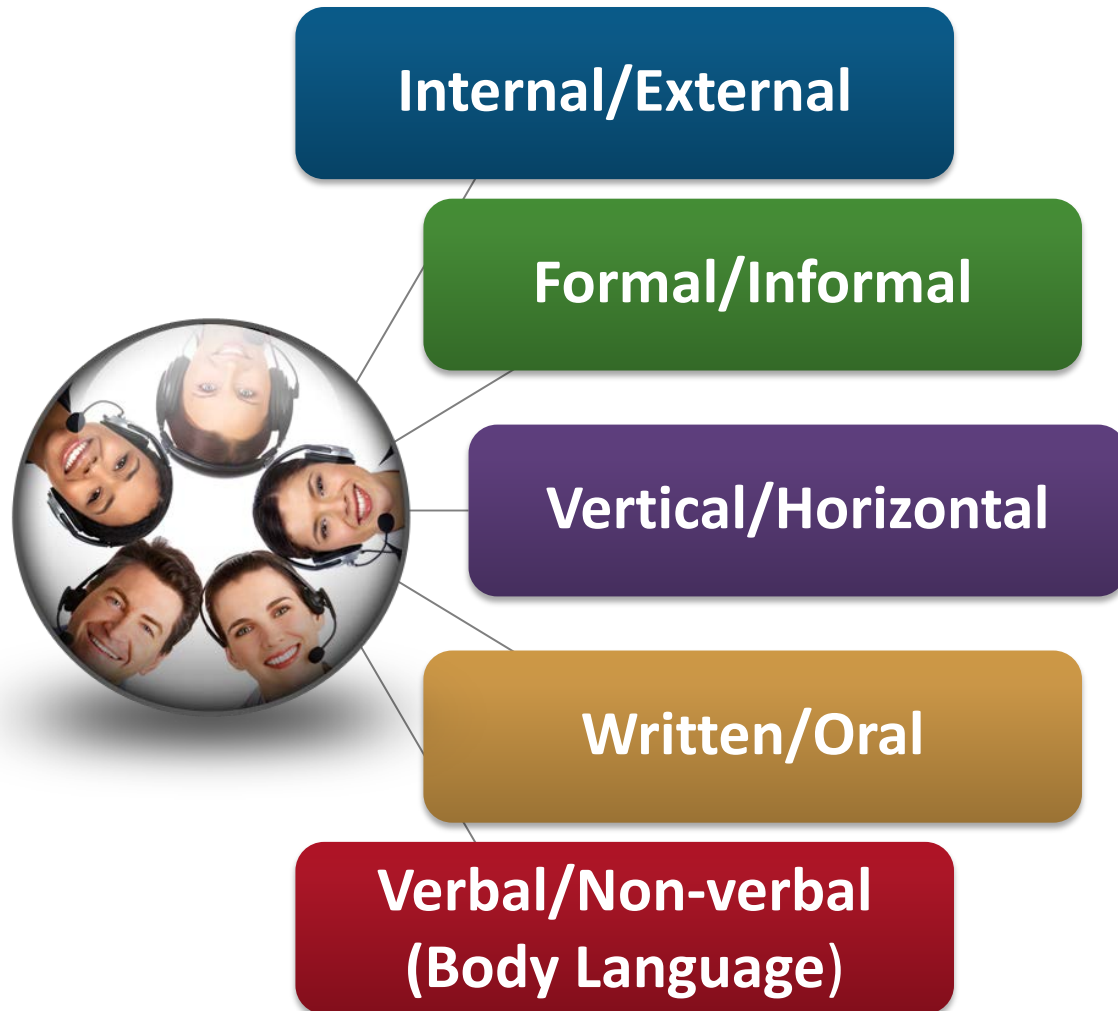 Internal/External
Formal/Informal
Vertical/Horizontal
Written/Oral
Verbal/Non-verbal
(Body Language)